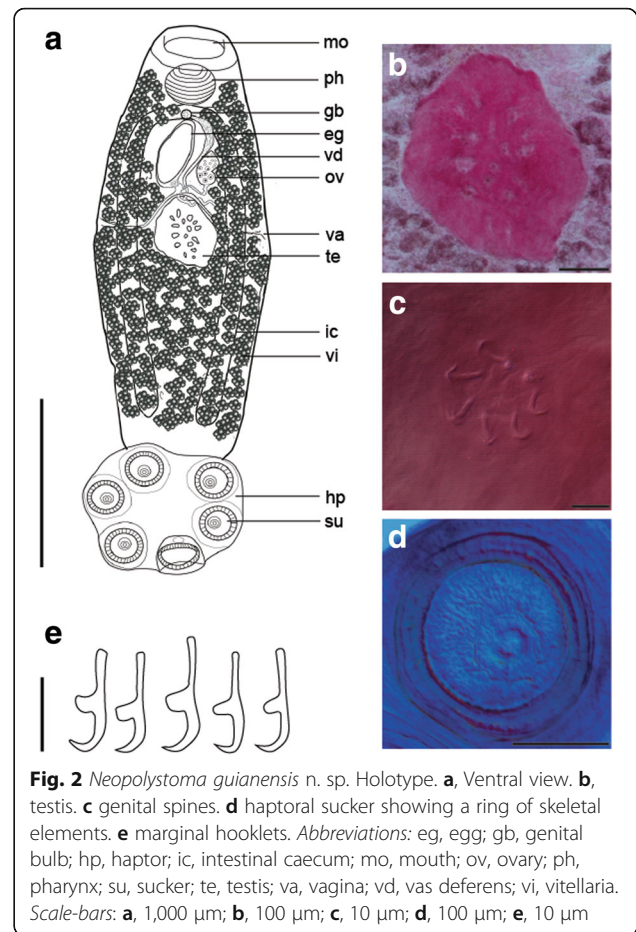 a
mo
ph
gb
eg
vd
ov
va
te
ic
vi
hp
su
b
c
d
e
Fig. 2 Neopolystoma guianensis n. sp. Holotype. a, Ventral view. b,
testis. c genital spines. d haptoral sucker showing a ring of skeletal
elements. e marginal hooklets. Abbreviations: eg, egg; gb, genital
bulb; hp, haptor; ic, intestinal caecum; mo, mouth; ov, ovary; ph,
pharynx; su, sucker; te, testis; va, vagina; vd, vas deferens; vi, vitellaria.
Scale-bars: a, 1,000 μm; b, 100 μm; c, 10 μm; d, 100 μm; e, 10 μm